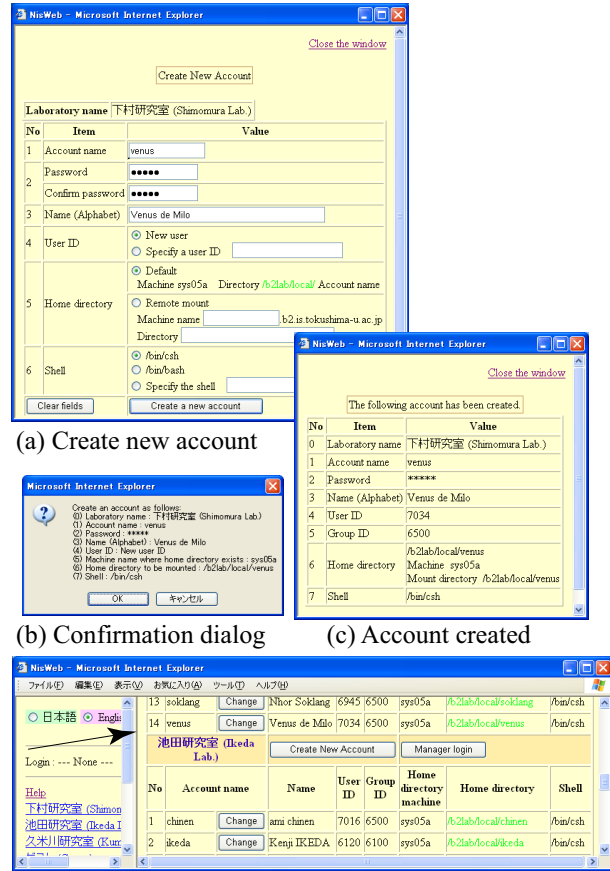 NisWeb - Microsoft Internet Explorer
Close the window
Create New Account
Laboratory name 下村研究室 (Shimomura Lab.)
No Item Value
1 Account name venus
2 Password ●●●●●
Confirm password ●●●●●
3 Name (Alphabet) Venus de Milo
4 User ID New user
Specify a user ID
5 Home directory Default
Machine sys05a Directory /b2lab/local/ Account name
Remote mount
Machine name .b2.is.tokushima-u.ac.jp
Directory
6 Shell /bin/csh
/bin/bash
Specify the shell
Clear fields Create a new account
(a) Create new account
Microsoft Internet Explorer
Create an account as follows:
(0) Laboratory name : 下村研究室 (Shimomura Lab.)
(1) Account name : venus
(2) Password : *****
(3) Name (Alphabet) : Venus de Milo
(4) User ID : New user ID
(5) Machine name where home directory exists : sys05a
(6) Home directory to be mounted : /b2lab/local/venus
(7) Shell : /bin/csh
OK キャンセル
(b) Confirmation dialog
NisWeb - Microsoft Internet Explorer
Close the window
The following account has been created.
No Item Value
0 Laboratory name 下村研究室 (Shimomura Lab.)
1 Account name venus
2 Password *****
3 Name (Alphabet) Venus de Milo
4 User ID 7034
5 Group ID 6500
6 Home directory /b2lab/local/venus
Machine sys05a
Mount directory /b2lab/local/venus
7 Shell /bin/csh
(c) Account created
NisWeb - Microsoft Internet Explorer
ファイル(F) 編集(E) 表示(V) お気に入り(A) ツール(T) ヘルプ(H)
日本語 Englis
Login : --- None ---
Help
下村研究室 (Shimon
池田研究室 (Ikeda I
久米川研究室 (Kum
13 soklang Change Nhor Soklang 6945 6500 sys05a /b2lab/local/soklang /bin/csh
14 venus Change Venus de Milo 7034 6500 sys05a /b2lab/local/venus /bin/csh
池田研究室 (Ikeda Lab.) Create New Account Manager login
No Account name Name User ID Group ID Home directory machine Home directory Shell
1 chinen Change ami chinen 7016 6500 sys05a /b2lab/local/chinen /bin/csh
2 ikeda Change Kenji IKEDA 6120 6100 sys05a /b2lab/local/ikeda /bin/csh